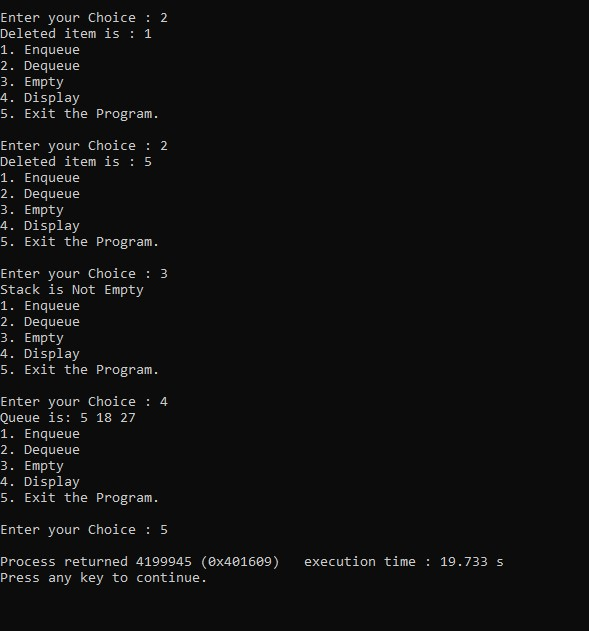 Enter your Choice : 2
Deleted item is : 1
1. Enqueue
2. Dequeue
3. Empty
4. Display
5. Exit the Program.

Enter your Choice : 2
Deleted item is : 5
1. Enqueue
2. Dequeue
3. Empty
4. Display
5. Exit the Program.

Enter your Choice : 3
Stack is Not Empty
1. Enqueue
2. Dequeue
3. Empty
4. Display
5. Exit the Program.

Enter your Choice : 4
Queue is: 5 18 27
1. Enqueue
2. Dequeue
3. Empty
4. Display
5. Exit the Program.

Enter your Choice : 5

Process returned 4199945 (0x401609)   execution time : 19.733 s
Press any key to continue.